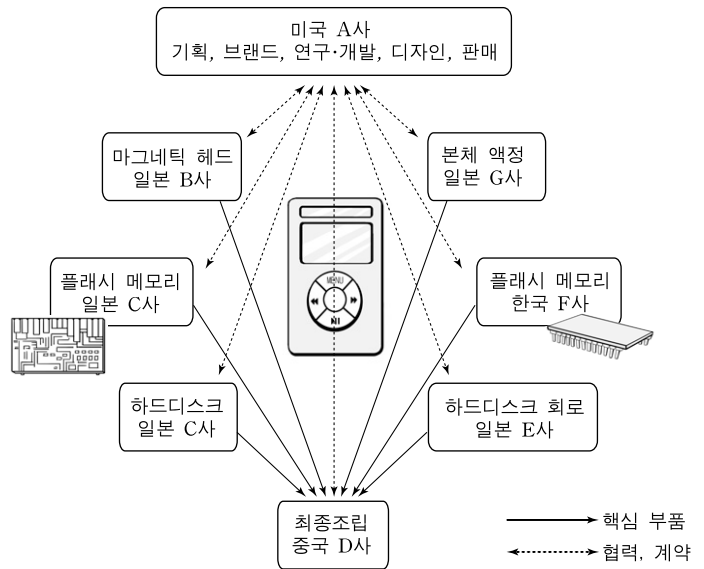 미국 A사
기획, 브랜드, 연구·개발, 디자인, 판매
마그네틱 헤드
일본 B사
본체 액정
일본 G사
MENU
플래시 메모리
일본 C사
플래시 메모리
한국 F사
하드디스크
일본 C사
하드디스크 회로
일본 E사
최종조립
중국 D사
핵심 부품
협력, 계약